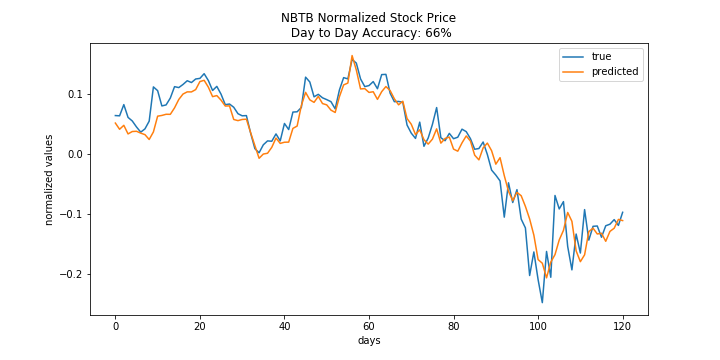 NBTB Normalized Stock Price
Day to Day Accuracy: 66%
true
predicted
normalized values
0.1
0.0
−0.1
−0.2
0
20
40
60
80
100
120
days